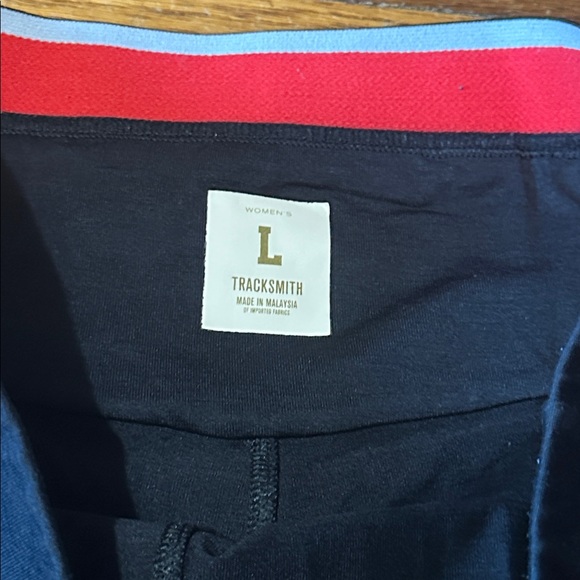 WOMEN'S
L
TRACKSMITH
MADE IN MALAYSIA
OF IMPORTED FABRICS